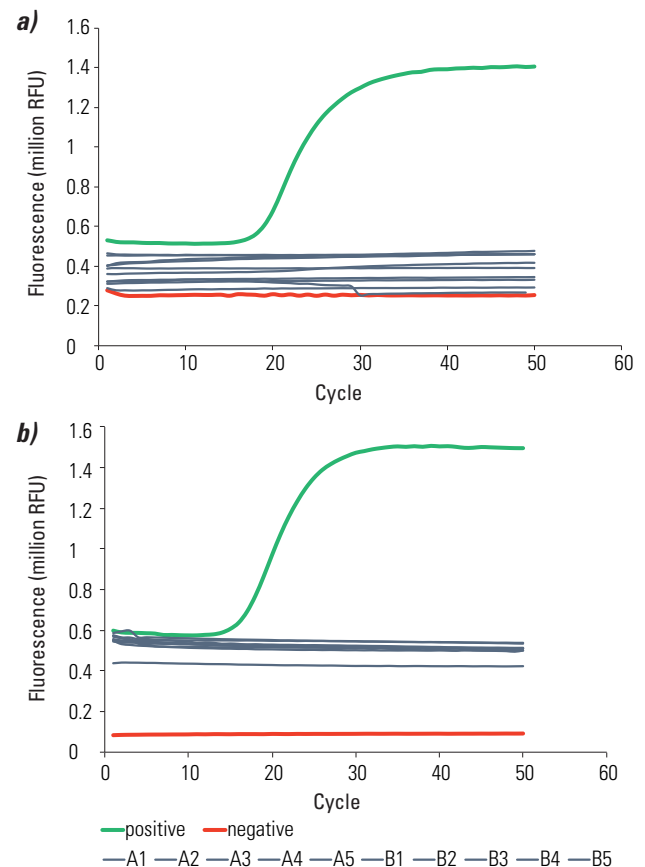 a)
Fluorescence (million RFU)
1.6
1.4
1.2
1
0.8
0.6
0.4
0.2
0
0 10 20 30 40 50 60
Cycle
b)
Fluorescence (million RFU)
1.6
1.4
1.2
1
0.8
0.6
0.4
0.2
0
0 10 20 30 40 50 60
Cycle
positive negative
A1 A2 A3 A4 A5 B1 B2 B3 B4 B5